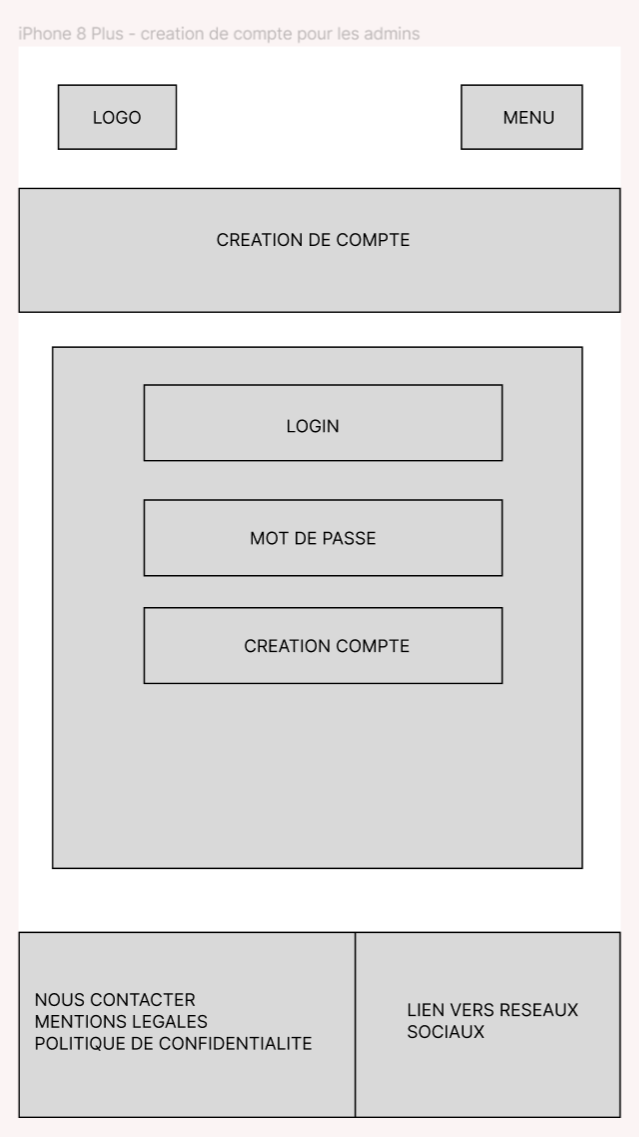 iPhone 8 Plus - creation de compte pour les admins
LOGO
MENU
CREATION DE COMPTE
LOGIN
MOT DE PASSE
CREATION COMPTE
NOUS CONTACTER
MENTIONS LEGALES
POLITIQUE DE CONFIDENTIALITE
LIEN VERS RESEAUX
SOCIAUX